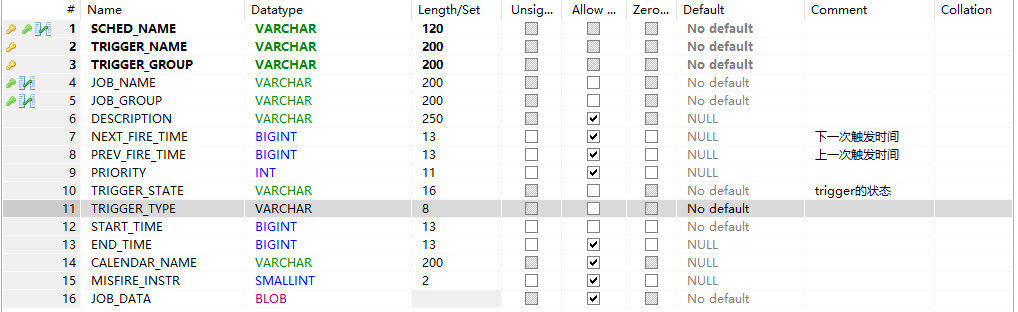 # Name Datatype Length/Set Unsig... Allow ... Zero... Default Comment Collation
1 SCHED_NAME VARCHAR 120 No default
2 TRIGGER_NAME VARCHAR 200 No default
3 TRIGGER_GROUP VARCHAR 200 No default
4 JOB_NAME VARCHAR 200 No default
5 JOB_GROUP VARCHAR 200 No default
6 DESCRIPTION VARCHAR 250 NULL
7 NEXT_FIRE_TIME BIGINT 13 NULL 下一次触发时间
8 PREV_FIRE_TIME BIGINT 13 NULL 上一次触发时间
9 PRIORITY INT 11 NULL
10 TRIGGER_STATE VARCHAR 16 No default trigger的状态
11 TRIGGER_TYPE VARCHAR 8 No default
12 START_TIME BIGINT 13 No default
13 END_TIME BIGINT 13 NULL
14 CALENDAR_NAME VARCHAR 200 NULL
15 MISFIRE_INSTR SMALLINT 2 NULL
16 JOB_DATA BLOB No default